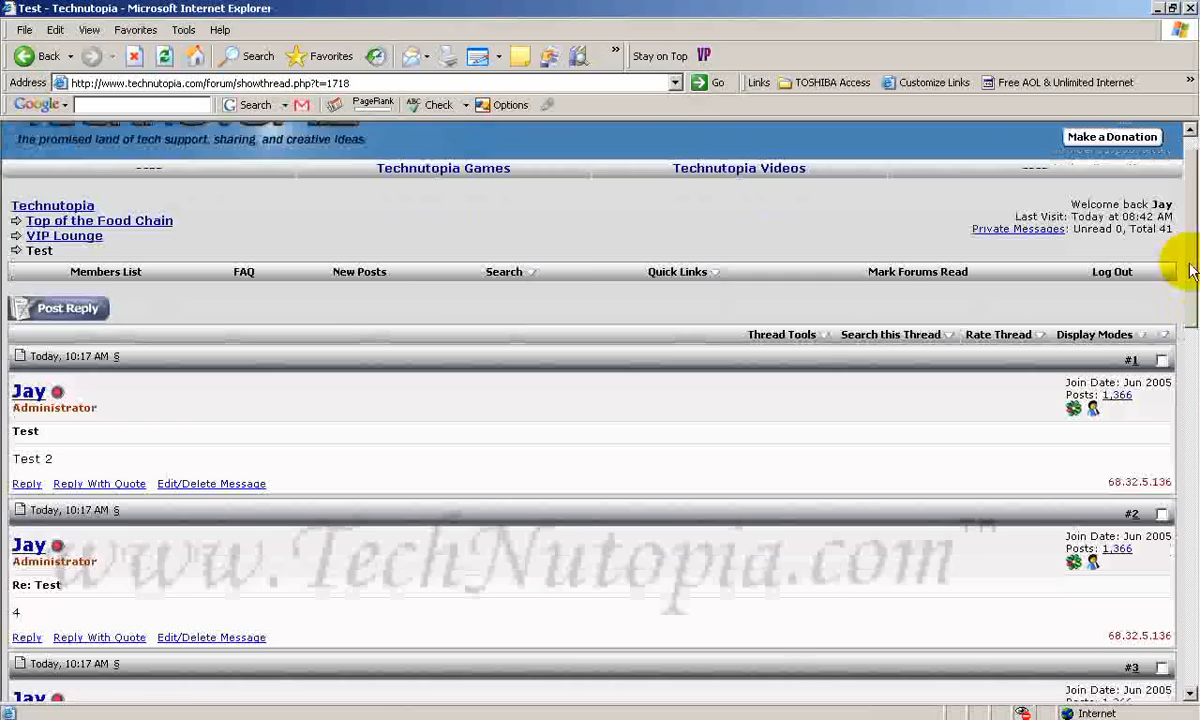 Test - Technutopia - Microsoft Internet Explorer
File Edit View Favorites Tools Help
Back Search Favorites » Stay on Top VP
Address http://www.technutopia.com/forum/showthread.php?t=1718 Go Links TOSHIBA Access Customize Links Free AOL & Unlimited Internet »
Google Search PageRank ABC Check Options
the promised land of tech support, sharing, and creative ideas
Make a Donation
Technutopia Games Technutopia Videos
Technutopia
Top of the Food Chain
VIP Lounge
Test
Welcome back Jay
Last Visit: Today at 08:42 AM
Private Messages: Unread 0, Total 41
Members List FAQ New Posts Search Quick Links Mark Forums Read Log Out
Post Reply
Thread Tools Search this Thread Rate Thread Display Modes
Today, 10:17 AM § #1
Jay
Administrator
Join Date: Jun 2005
Posts: 1,366
Test
Test 2
Reply Reply With Quote Edit/Delete Message 68.32.5.136
Today, 10:17 AM § #2
Jay
Administrator
Join Date: Jun 2005
Posts: 1,366
Re: Test
www.TechNutopia.com™
4
Reply Reply With Quote Edit/Delete Message 68.32.5.136
Today, 10:17 AM § #3
Jay
Join Date: Jun 2005
Posts: 1,366
Internet